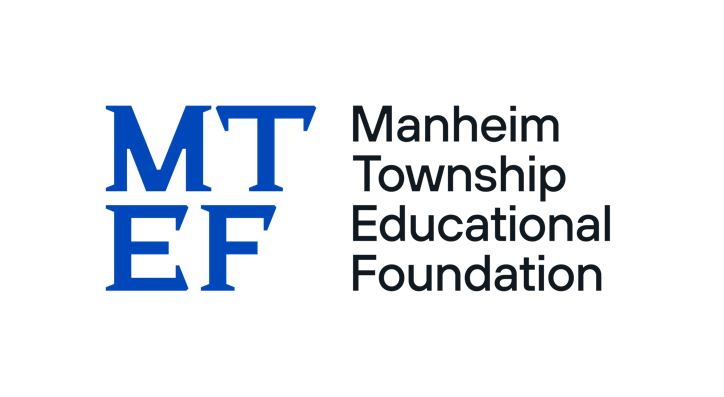 MT
EF
Manheim
Township
Educational
Foundation